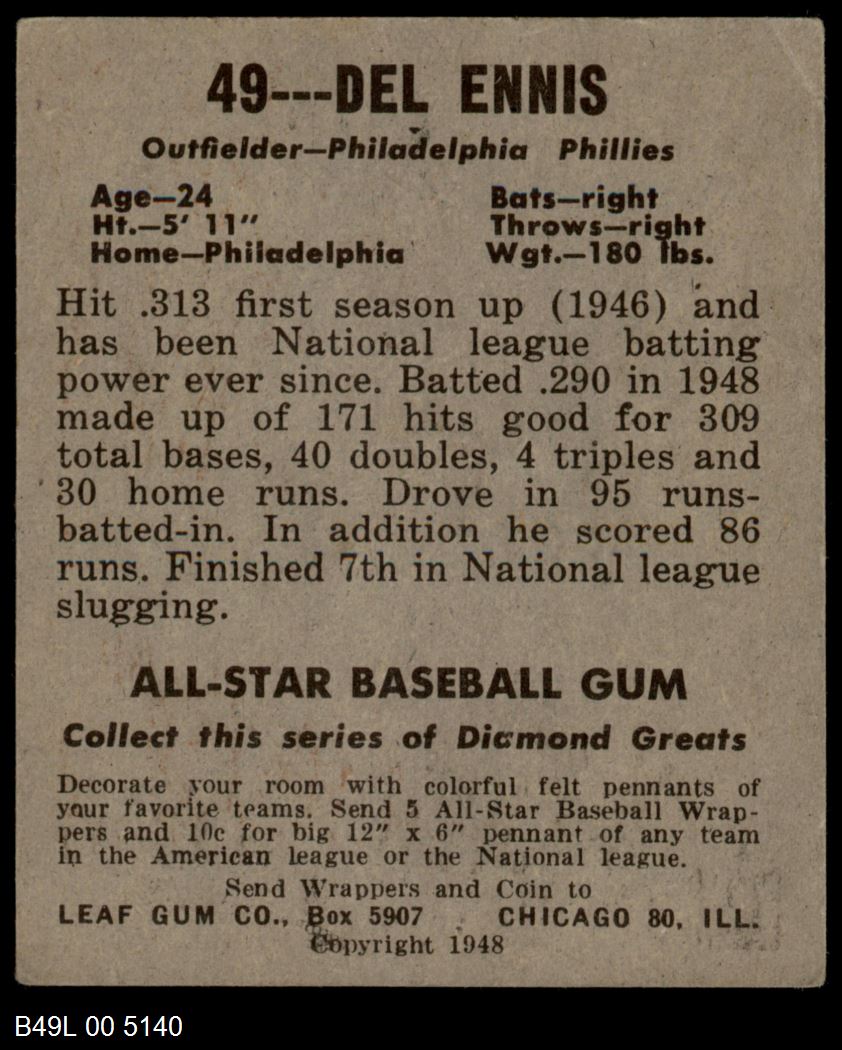 49---DEL ENNIS
Outfielder—Philadelphia Phillies
Age—24 Bats—right
Ht.—5' 11" Throws—right
Home—Philadelphia Wgt.—180 lbs.
Hit .313 first season up (1946) and
has been National league batting
power ever since. Batted .290 in 1948
made up of 171 hits good for 309
total bases, 40 doubles, 4 triples and
30 home runs. Drove in 95 runs-
batted-in. In addition he scored 86
runs. Finished 7th in National league
slugging.
ALL-STAR BASEBALL GUM
Collect this series of Diamond Greats
Decorate your room with colorful felt pennants of
your favorite teams. Send 5 All-Star Baseball Wrap-
pers and 10c for big 12" x 6" pennant of any team
in the American league or the National league.
Send Wrappers and Coin to
LEAF GUM CO., Box 5907 CHICAGO 80, ILL.
Copyright 1948
B49L 00 5140